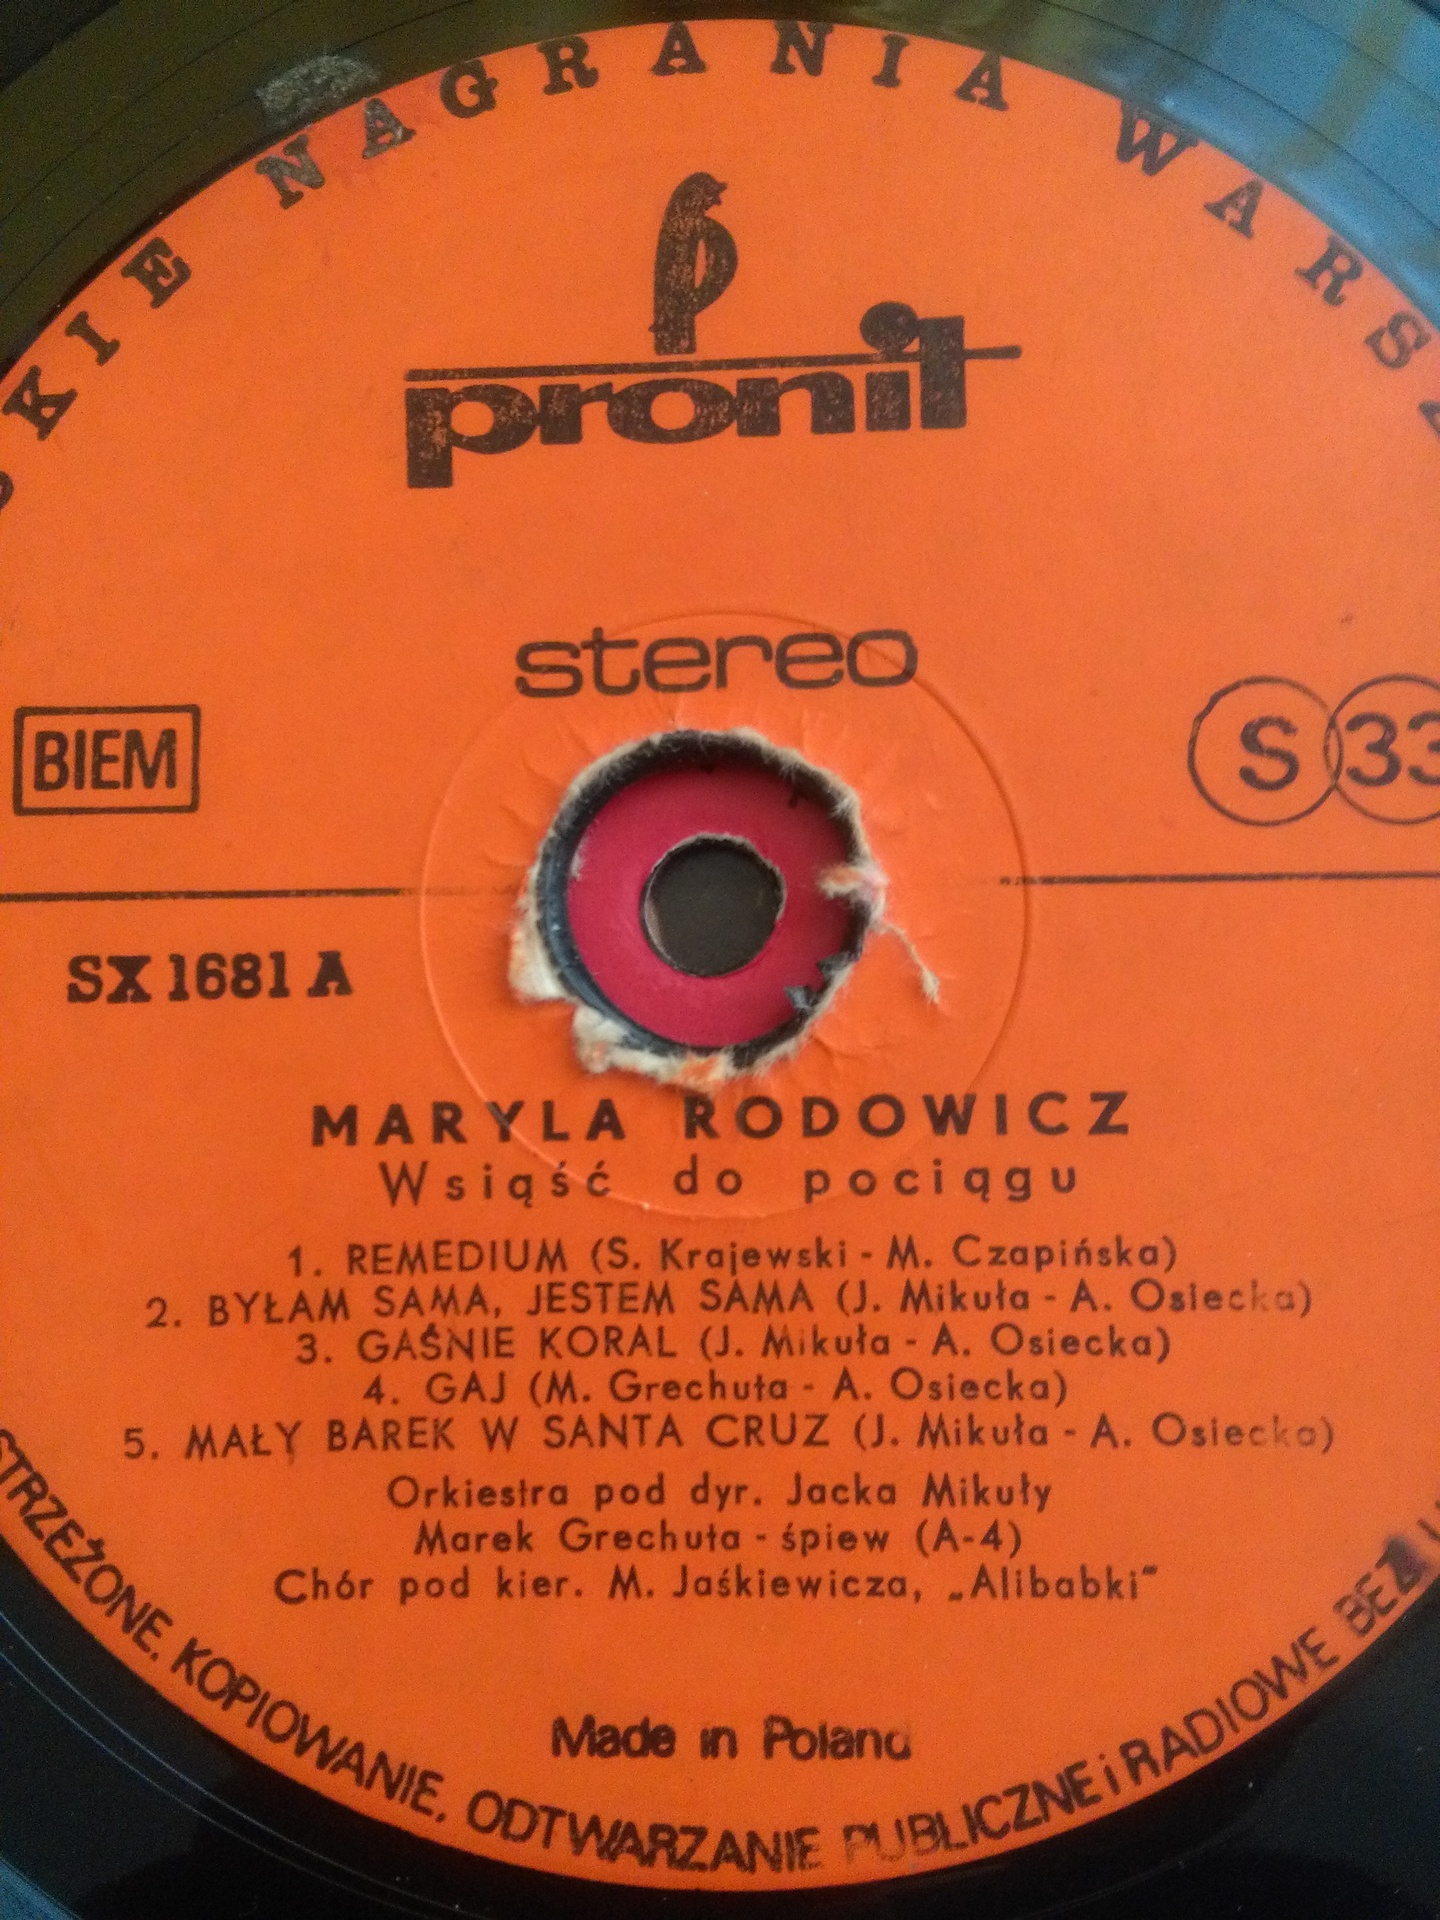 NAGRANIA
pronit
stereo
BIEM
S 33
SX 1681 A
MARYLA RODOWICZ
Wsiąść do pociągu
1. REMEDIUM (S. Krajewski - M. Czapińska)
2. BYŁAM SAMA, JESTEM SAMA (J. Mikuła - A. Osiecka)
3. GAŚNIE KORAL (J. Mikuła - A. Osiecka)
4. GAJ (M. Grechuta - A. Osiecka)
5. MAŁY BAREK W SANTA CRUZ (J. Mikuła - A. Osiecka)
Orkiestra pod dyr. Jacka Mikuły
Marek Grechuta - śpiew (A-4)
Chór pod kier. M. Jaśkiewicza, „Alibabki”
Made in Poland
KOPIOWANIE, ODTWARZANIE PUBLICZNE i RADIOWE BEZ